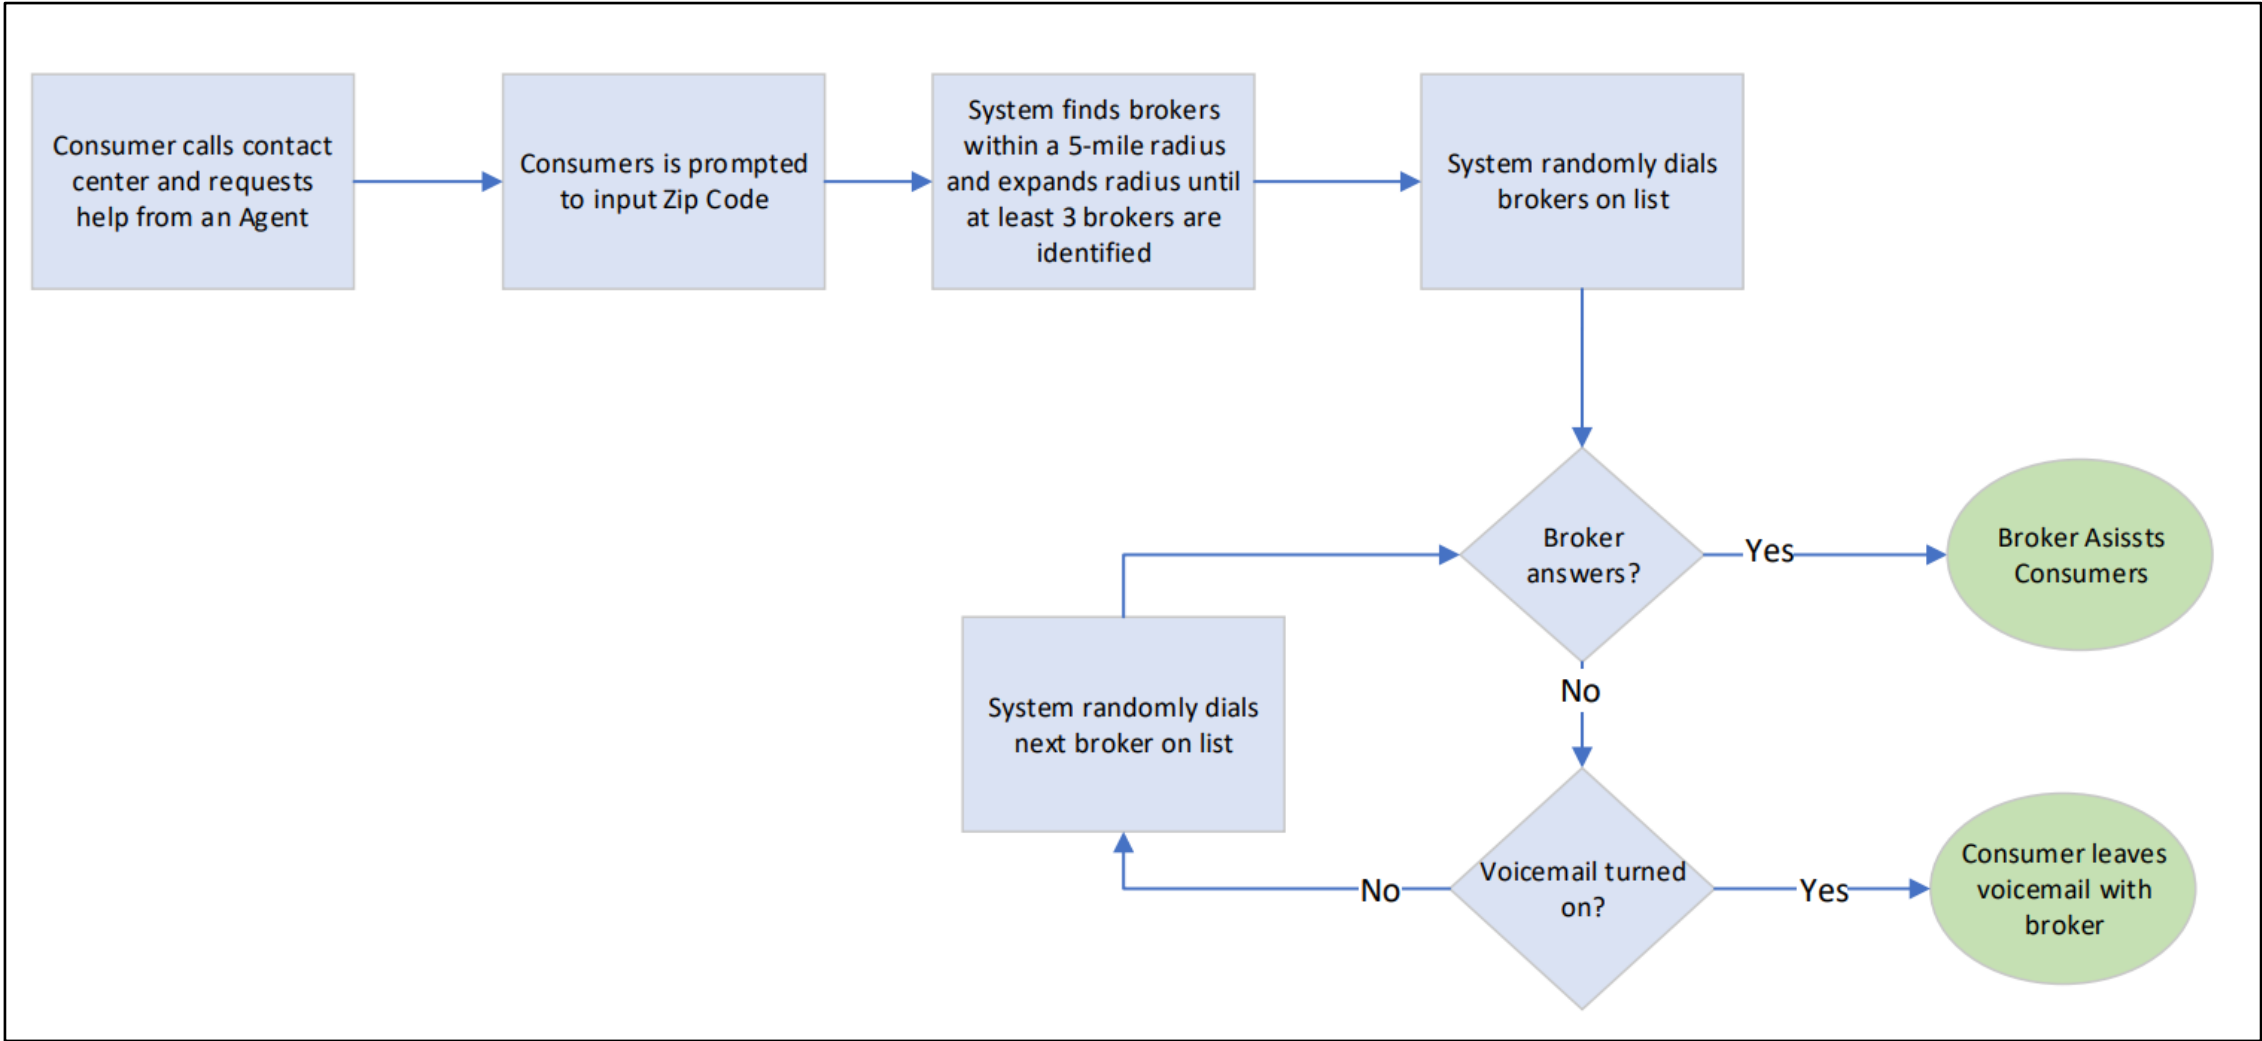 Consumer calls contact
center and requests
help from an Agent
Consumers is prompted
to input Zip Code
System finds brokers
within a 5-mile radius
and expands radius until
at least 3 brokers are
identified
System randomly dials
brokers on list
Broker
answers?
Yes
Broker Asissts
Consumers
No
System randomly dials
next broker on list
Voicemail turned
on?
No
Yes
Consumer leaves
voicemail with
broker